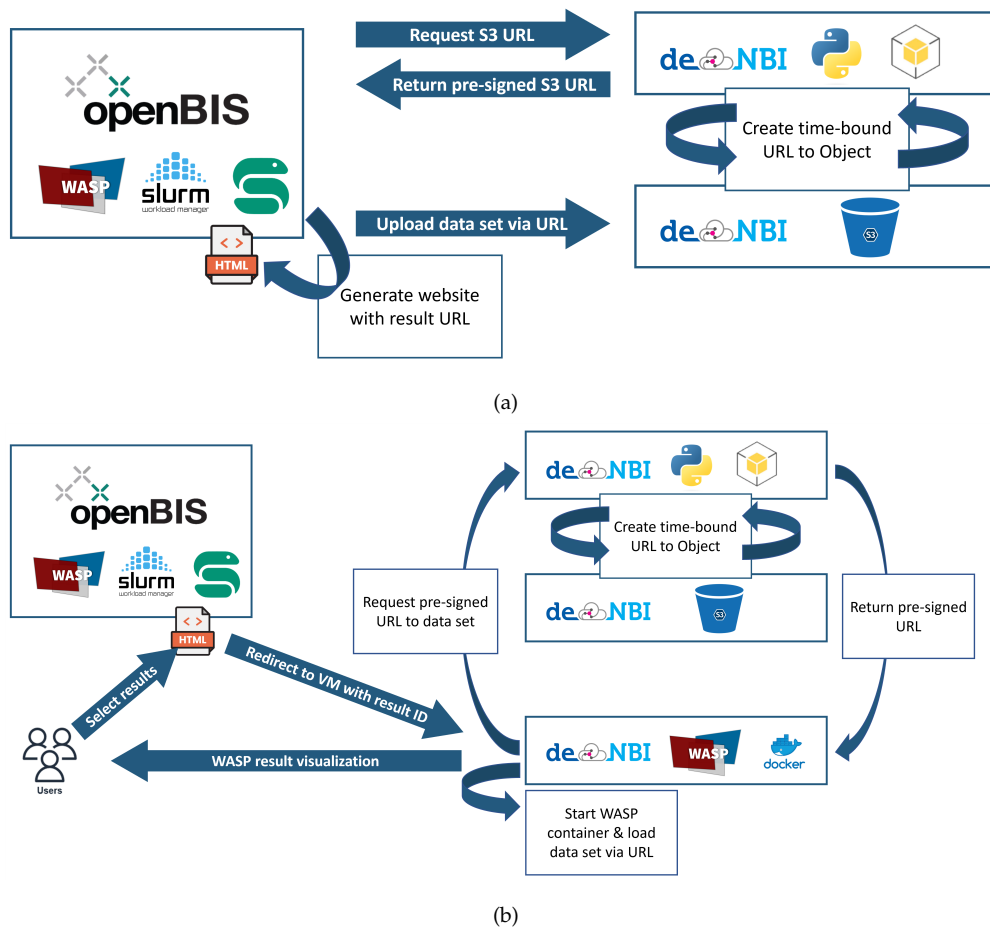 Request S3 URL
Return pre-signed S3 URL
openBIS
WASP
slurm
workload manager
Upload data set via URL
HTML
Generate website
with result URL
de NBI
Create time-bound
URL to Object
de NBI
S3
(a)
openBIS
WASP
slurm
workload manager
HTML
Select results
Users
Redirect to VM with result ID
WASP result visualization
de NBI
Create time-bound
URL to Object
de NBI
S3
Request pre-signed
URL to data set
Return pre-signed
URL
de NBI
WASP
docker
Start WASP
container & load
data set via URL
(b)